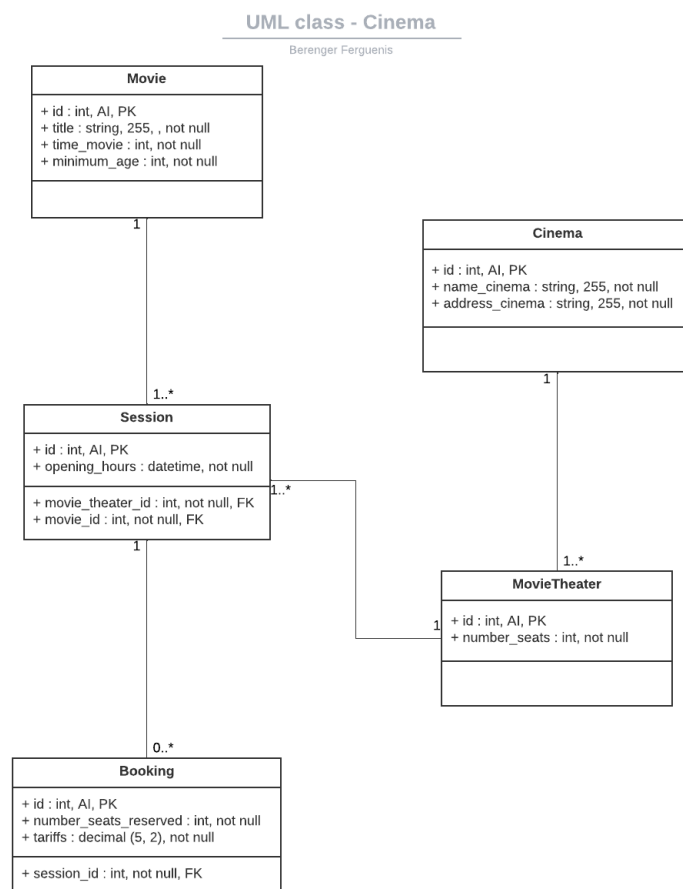 UML class - Cinema
Berenger Ferguenis
Movie
+ id : int, AI, PK
+ title : string, 255, , not null
+ time_movie : int, not null
+ minimum_age : int, not null
1
Cinema
+ id : int, AI, PK
+ name_cinema : string, 255, not null
+ address_cinema : string, 255, not null
1
1..*
Session
+ id : int, AI, PK
+ opening_hours : datetime, not null
+ movie_theater_id : int, not null, FK
+ movie_id : int, not null, FK
1..*
1
1..*
MovieTheater
+ id : int, AI, PK
+ number_seats : int, not null
1
0..*
Booking
+ id : int, AI, PK
+ number_seats_reserved : int, not null
+ tariffs : decimal (5, 2), not null
+ session_id : int, not null, FK